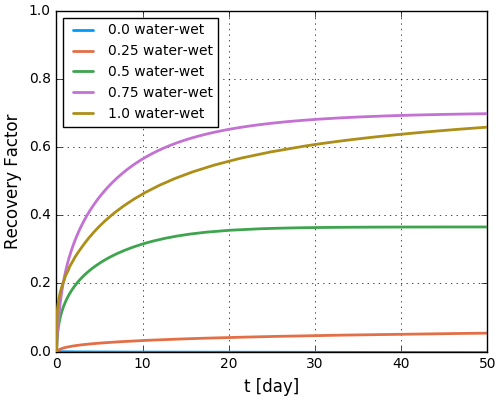 1.0
0.8
0.6
0.4
0.2
0.0
Recovery Factor
0.0 water-wet
0.25 water-wet
0.5 water-wet
0.75 water-wet
1.0 water-wet
0 10 20 30 40 50
t [day]